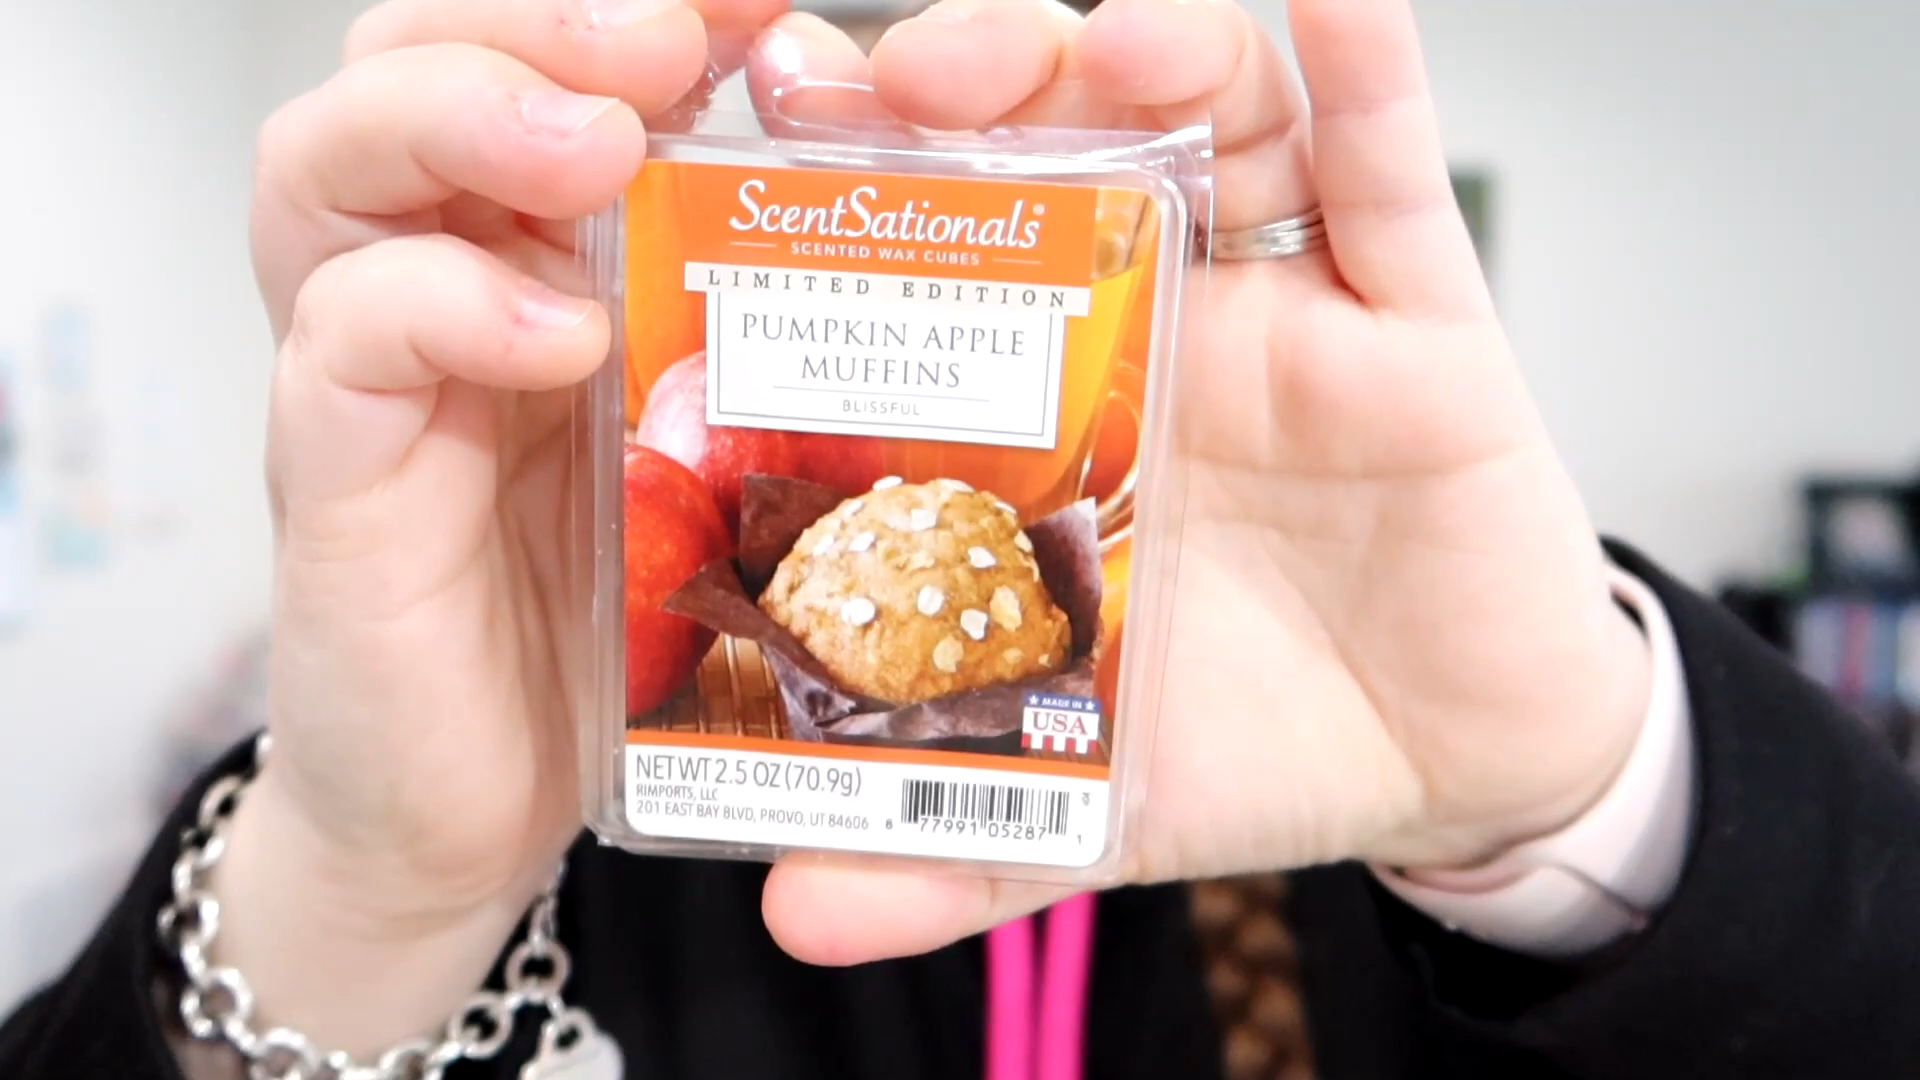 ScentSationals®
SCENTED WAX CUBES
LIMITED EDITION
PUMPKIN APPLE
MUFFINS
BLISSFUL
MADE IN
USA
NET WT 2.5 OZ (70.9g)
RIMPORTS, LLC
201 EAST BAY BLVD, PROVO, UT 84606
8 77991 05287 1